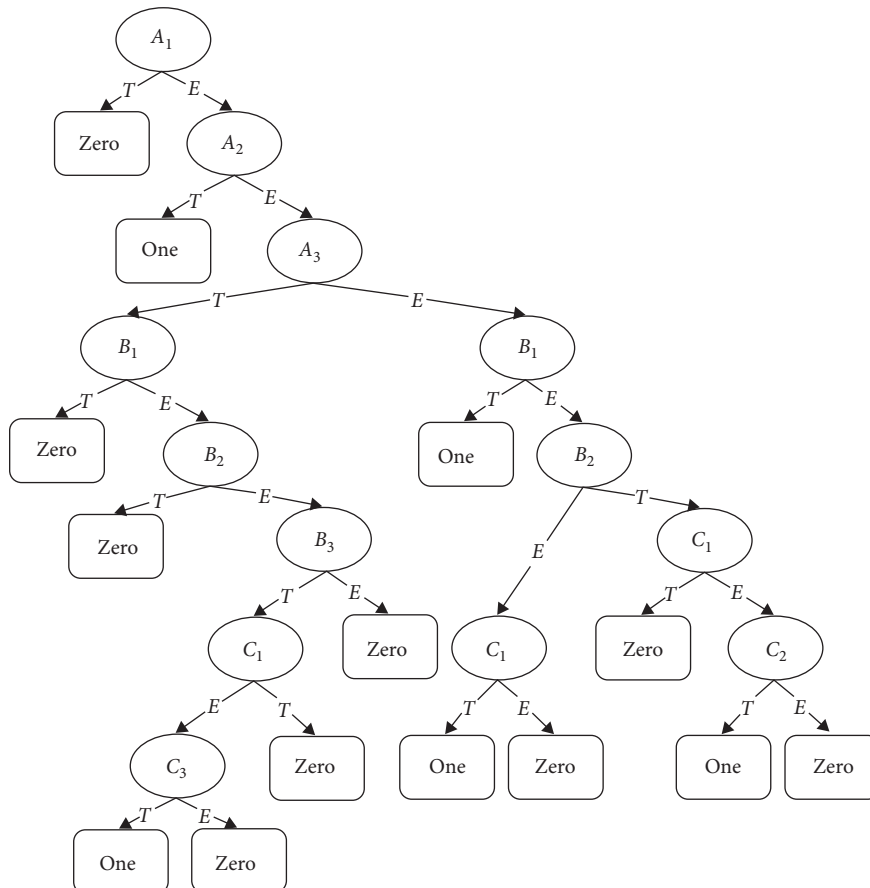 A1
T E
Zero
A2
T E
One
A3
T E
B1 B1
T E T E
Zero B2 One B2
T E E T
Zero B3 C1
T E T E
C1 Zero C1 Zero C2
E T T E T E
C3 Zero One Zero One Zero
T E
One Zero